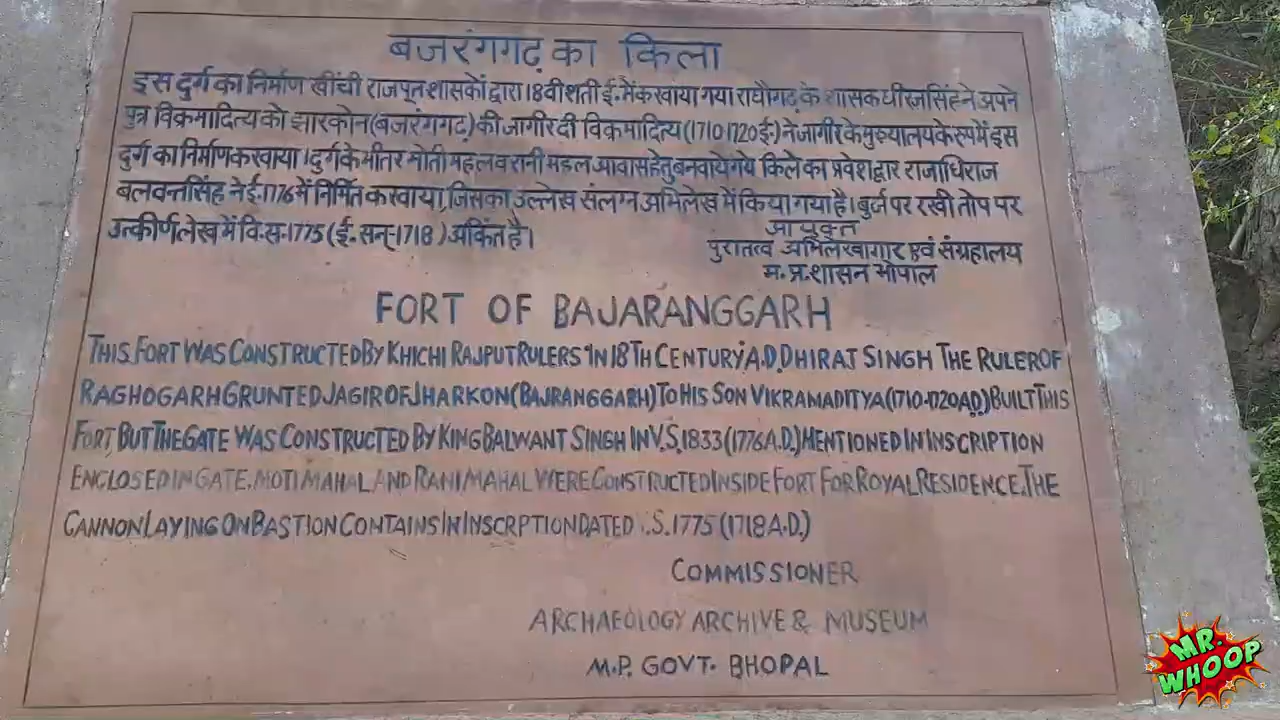 बजरंगगढ़ का किला
इस दुर्ग का निर्माण खींची राजपूत शासकों द्वारा 18वी शती ई. में करवाया गया राघौगढ़ के शासक धीरजसिंह ने अपने
पुत्र विक्रमादित्य को झारकोन (बजरंगगढ़) की जागीर दी विक्रमादित्य (1710-1720 ई.) ने जागीर के मुख्यालय के रूप में इस
दुर्ग का निर्माण करवाया। दुर्ग के भीतर मोती महल व रानी महल आवास हेतु बनवाये गये किले का प्रवेश द्वार राजाधिराज
बलवन्तसिंह ने ई. 1776 में निर्मित करवाया, जिसका उल्लेख संलग्न अभिलेख में किया गया है। बुर्ज पर रखी तोप पर
उत्कीर्ण लेख में वि.स. 1775 (ई. सन्-1718) अंकित है।
आयुक्त
पुरातत्व अभिलेखागार एवं संग्रहालय
म. प्र. शासन भोपाल
FORT OF BAJARANGGARH
THIS FORT WAS CONSTRUCTED BY KHICHI RAJPUT RULERS IN 18TH CENTURY A.D. DHIRAJ SINGH THE RULER OF
RAGHOGARH GRUNTED JAGIR OF JHARKON (BAJRANGGARH) TO HIS SON VIKRAMADITYA (1710-1720 A.D.) BUILT THIS
FORT, BUT THE GATE WAS CONSTRUCTED BY KING BALWANT SINGH IN V.S. 1833 (1776 A.D.) MENTIONED IN INSCRIPTION
ENCLOSED IN GATE. MOTI MAHAL AND RANI MAHAL WERE CONSTRUCTED INSIDE FORT FOR ROYAL RESIDENCE. THE
CANNON LAYING ON BASTION CONTAINS IN INSCRPTION DATED .S. 1775 (1718 A.D.)
COMMISSIONER
ARCHAEOLOGY ARCHIVE & MUSEUM
M.P. GOVT. BHOPAL
MR.
WHOOP